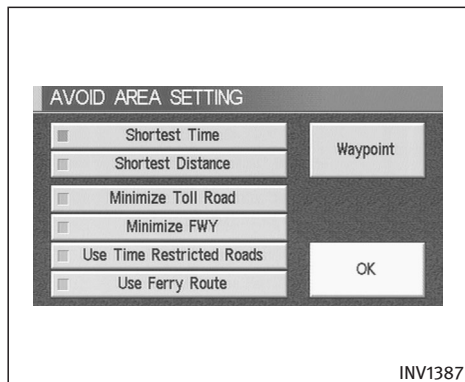 AVOID AREA SETTING
Shortest Time
Waypoint
Shortest Distance
Minimize Toll Road
Minimize FWY
Use Time Restricted Roads
OK
Use Ferry Route
INV1387